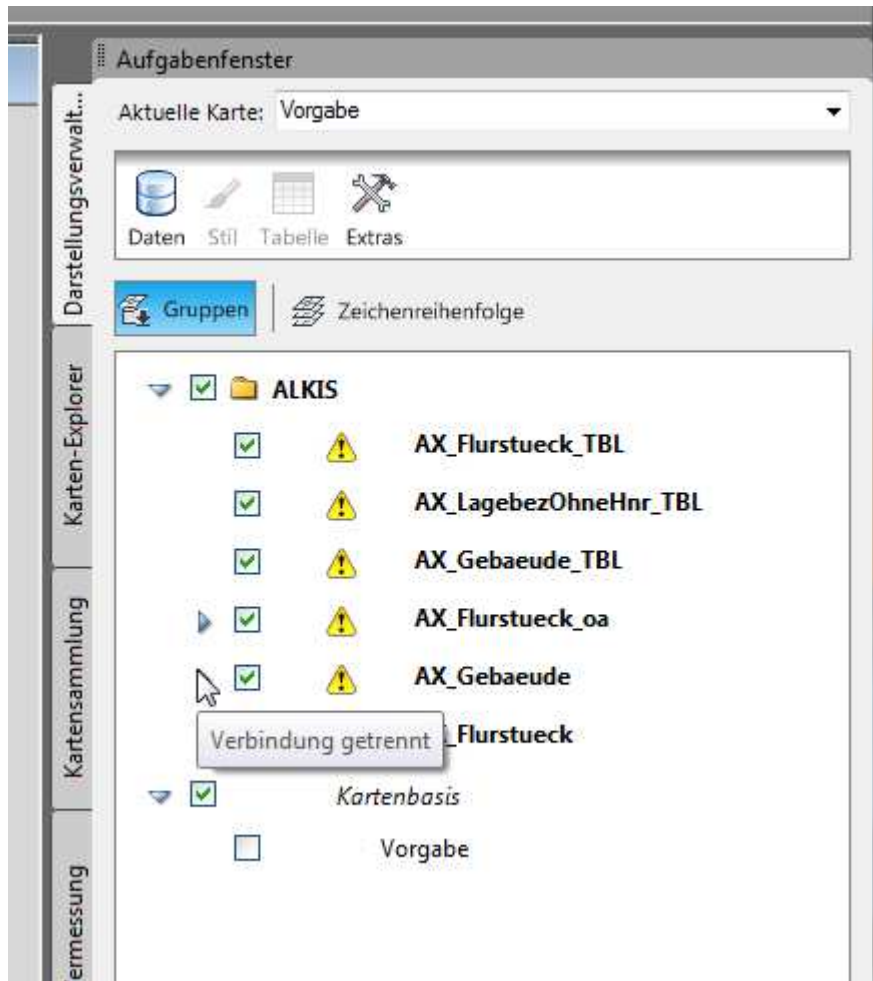 Aufgabenfenster
Aktuelle Karte: Vorgabe
Daten Stil Tabelle Extras
Gruppen Zeichenreihenfolge
ALKIS
AX_Flurstueck_TBL
AX_LagebezOhneHnr_TBL
AX_Gebaeude_TBL
AX_Flurstueck_oa
AX_Gebaeude
_Flurstueck
Verbindung getrennt
Kartenbasis
Vorgabe
Darstellungsverwalt...
Karten-Explorer
Kartensammlung
ermessung